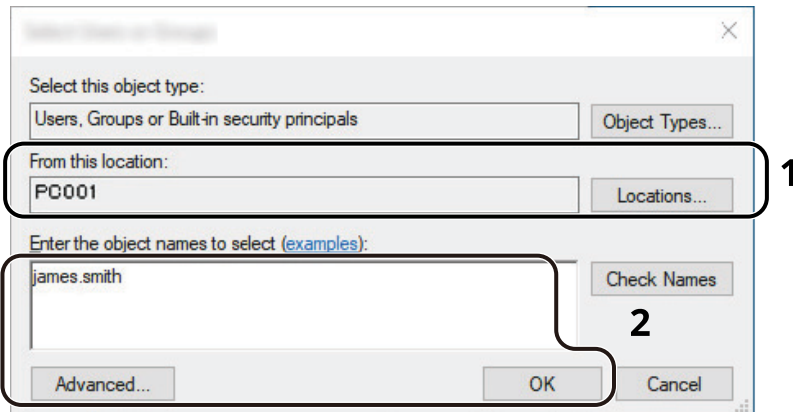 Select this object type:
Users, Groups or Built-in security principals Object Types...
From this location:
PC001 Locations...
1
Enter the object names to select (examples):
james.smith Check Names
2
Advanced... OK Cancel